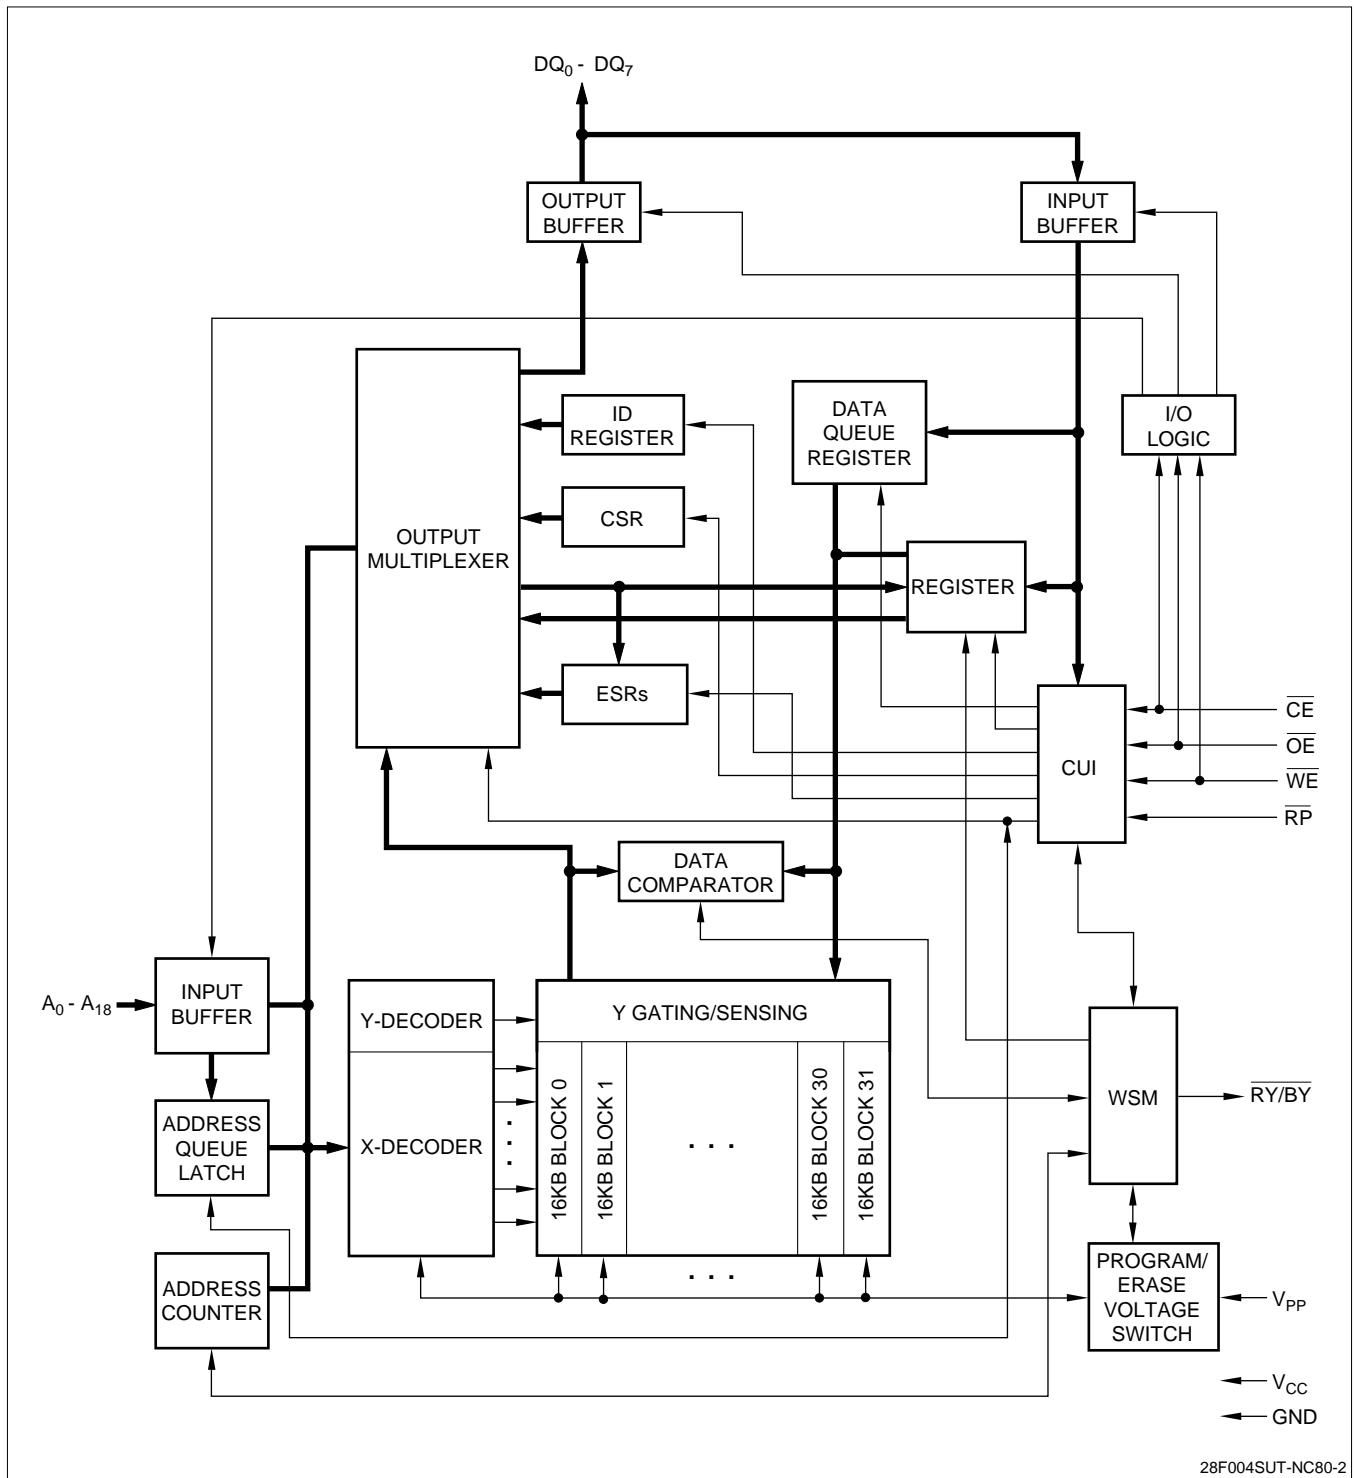 DQ0 - DQ7
OUTPUT
BUFFER
INPUT
BUFFER
I/O
LOGIC
ID
REGISTER
DATA
QUEUE
REGISTER
CSR
OUTPUT
MULTIPLEXER
REGISTER
ESRs
CUI
CE
OE
WE
RP
DATA
COMPARATOR
A0 - A18
INPUT
BUFFER
Y-DECODER
Y GATING/SENSING
ADDRESS
QUEUE
LATCH
X-DECODER
16KB BLOCK 0
16KB BLOCK 1
. . .
16KB BLOCK 30
16KB BLOCK 31
WSM
RY/BY
. . .
ADDRESS
COUNTER
PROGRAM/
ERASE
VOLTAGE
SWITCH
VPP
VCC
GND
28F004SUT-NC80-2